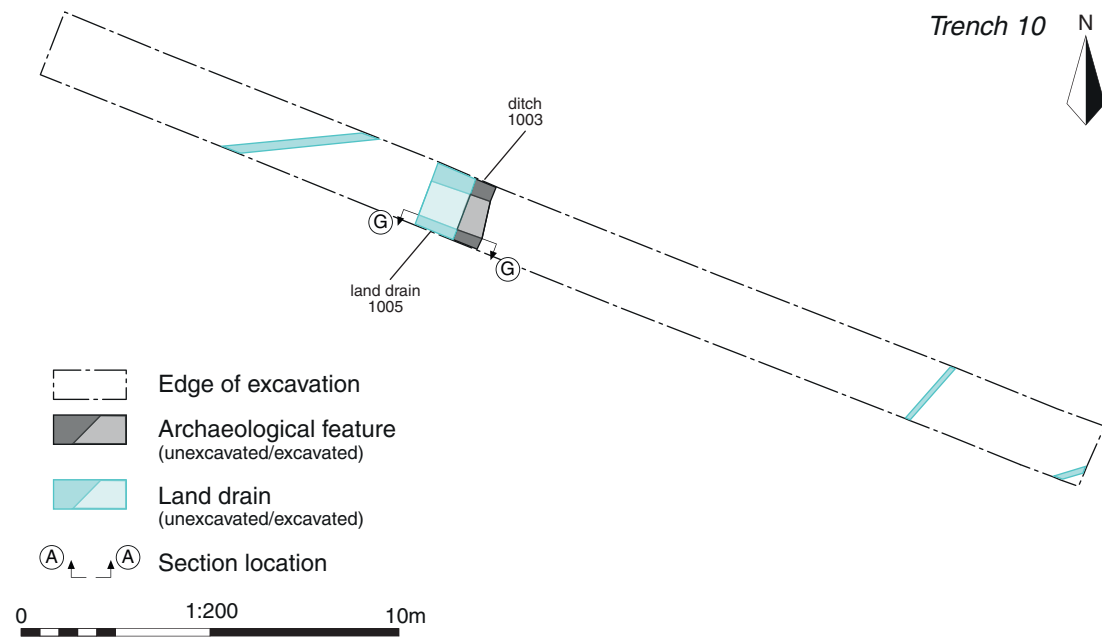 Trench 10
N
ditch
1003
G
G
land drain
1005
Edge of excavation
Archaeological feature
(unexcavated/excavated)
Land drain
(unexcavated/excavated)
A A Section location
0 1:200 10m